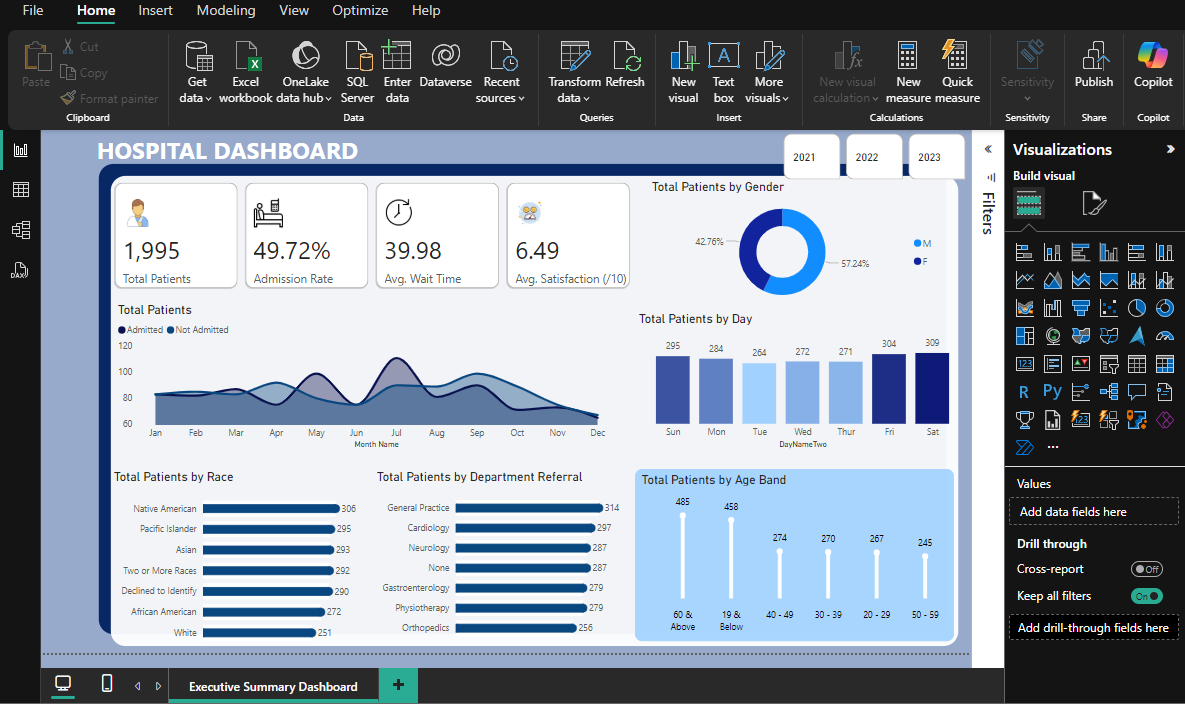 File Home Insert Modeling View Optimize Help
Paste
Cut
Copy
Format painter
Clipboard
Get
data
Excel
workbook
OneLake
data hub
SQL
Server
Enter
data
Dataverse
Recent
sources
Data
Transform
data
Refresh
Queries
New
visual
Text
box
More
visuals
Insert
New visual
calculation
New
measure
Quick
measure
Calculations
Sensitivity
Sensitivity
Publish
Share
Copilot
Copilot
DAX
HOSPITAL DASHBOARD
2021
2022
2023
1,995
Total Patients
49.72%
Admission Rate
39.98
Avg. Wait Time
6.49
Avg. Satisfaction (/10)
Total Patients by Gender
42.76%
57.24%
M
F
Total Patients
Admitted Not Admitted
120
100
80
60
Jan Feb Mar Apr May Jun Jul Aug Sep Oct Nov Dec
Month Name
Total Patients by Day
295 284 264 272 271 304 309
Sun Mon Tue Wed Thur Fri Sat
DayNameTwo
Total Patients by Race
Native American 306
Pacific Islander 295
Asian 293
Two or More Races 292
Declined to Identify 290
African American 272
White 251
Total Patients by Department Referral
General Practice 314
Cardiology 297
Neurology 287
None 287
Gastroenterology 279
Physiotherapy 279
Orthopedics 256
Total Patients by Age Band
485 458 274 270 267 245
60 &
Above
19 &
Below
40 - 49
30 - 39
20 - 29
50 - 59
Filters
Visualizations
Build visual
123
R Py
123
Values
Add data fields here
Drill through
Cross-report
Off
Keep all filters
On
Add drill-through fields here
Executive Summary Dashboard